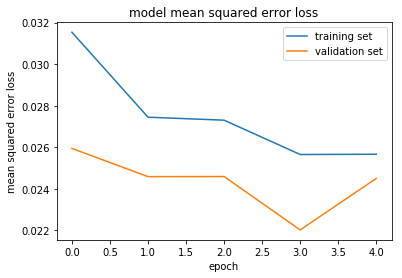 model mean squared error loss
0.032
0.030
0.028
0.026
0.024
0.022
mean squared error loss
training set
validation set
0.0 0.5 1.0 1.5 2.0 2.5 3.0 3.5 4.0
epoch